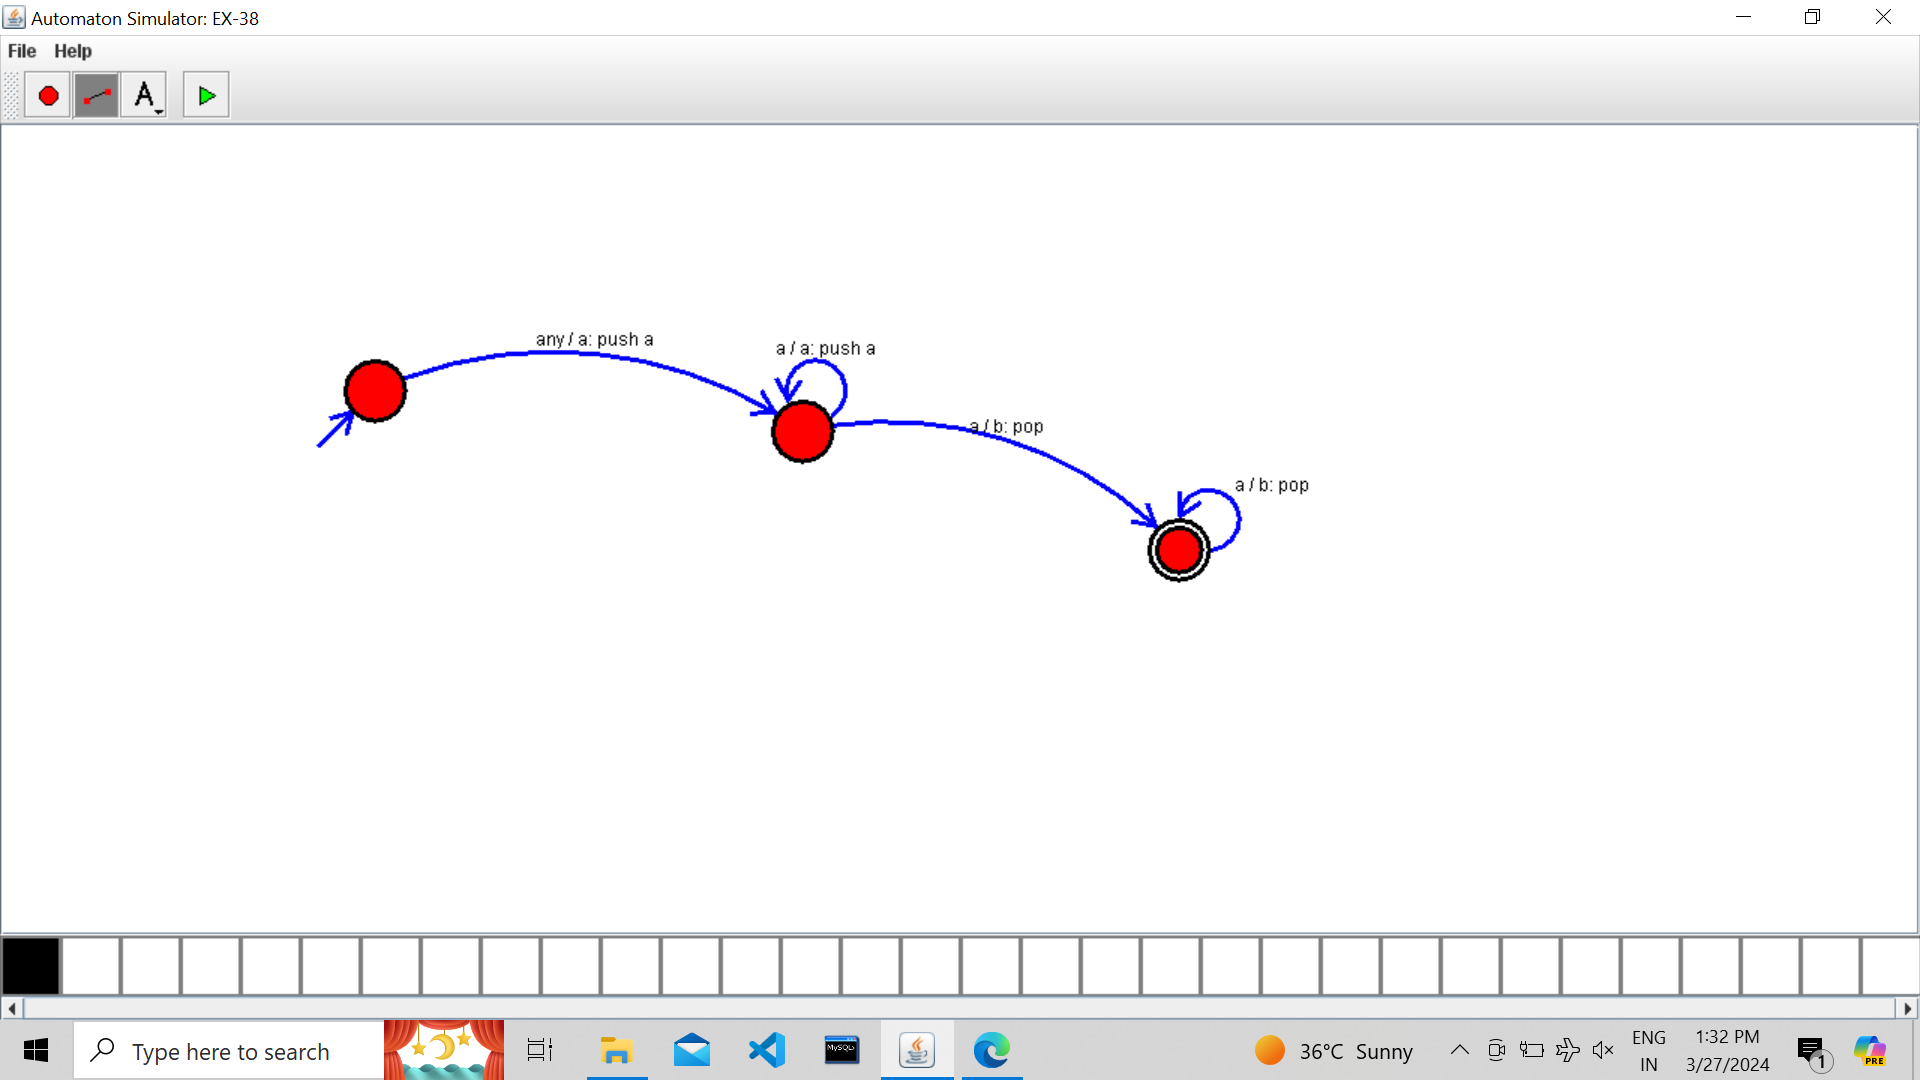 Automaton Simulator: EX-38
File Help
A
any / a: push a
a / a: push a
a / b: pop
a / b: pop
Type here to search
MySQL
36°C Sunny
ENG
IN
1:32 PM
3/27/2024
1
PRE